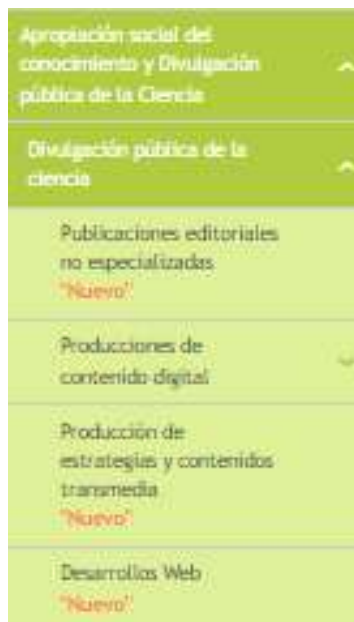 Apropiación social del
conocimiento y Divulgación
pública de la Ciencia
Divulgación pública de la
ciencia
Publicaciones editoriales
no especializadas
"Nuevo"
Producciones de
contenido digital
Producción de
estrategias y contenidos
transmedia
"Nuevo"
Desarrollos Web
"Nuevo"